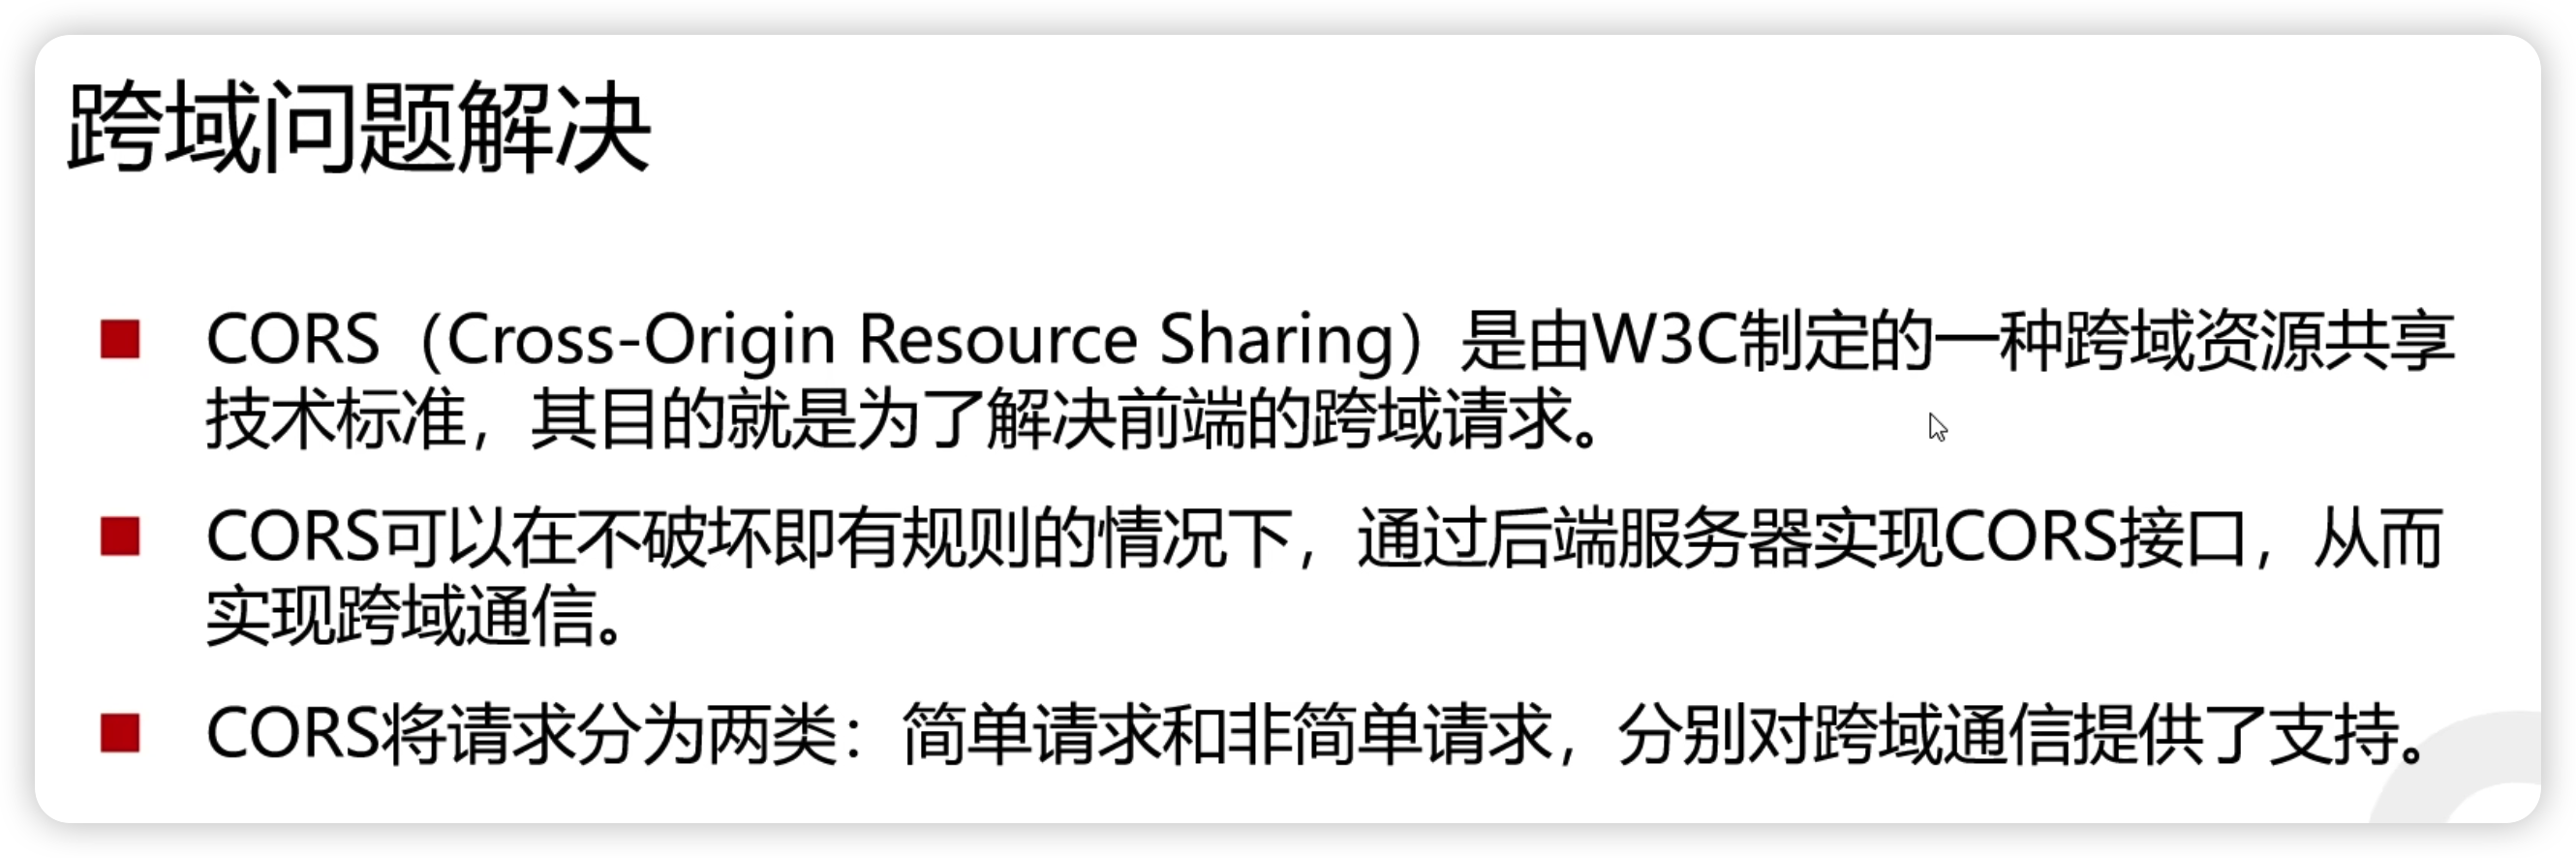 跨域问题解决
CORS（Cross-Origin Resource Sharing）是由W3C制定的一种跨域资源共享
技术标准，其目的就是为了解决前端的跨域请求。
CORS可以在不破坏即有规则的情况下，通过后端服务器实现CORS接口，从而
实现跨域通信。
CORS将请求分为两类：简单请求和非简单请求，分别对跨域通信提供了支持。